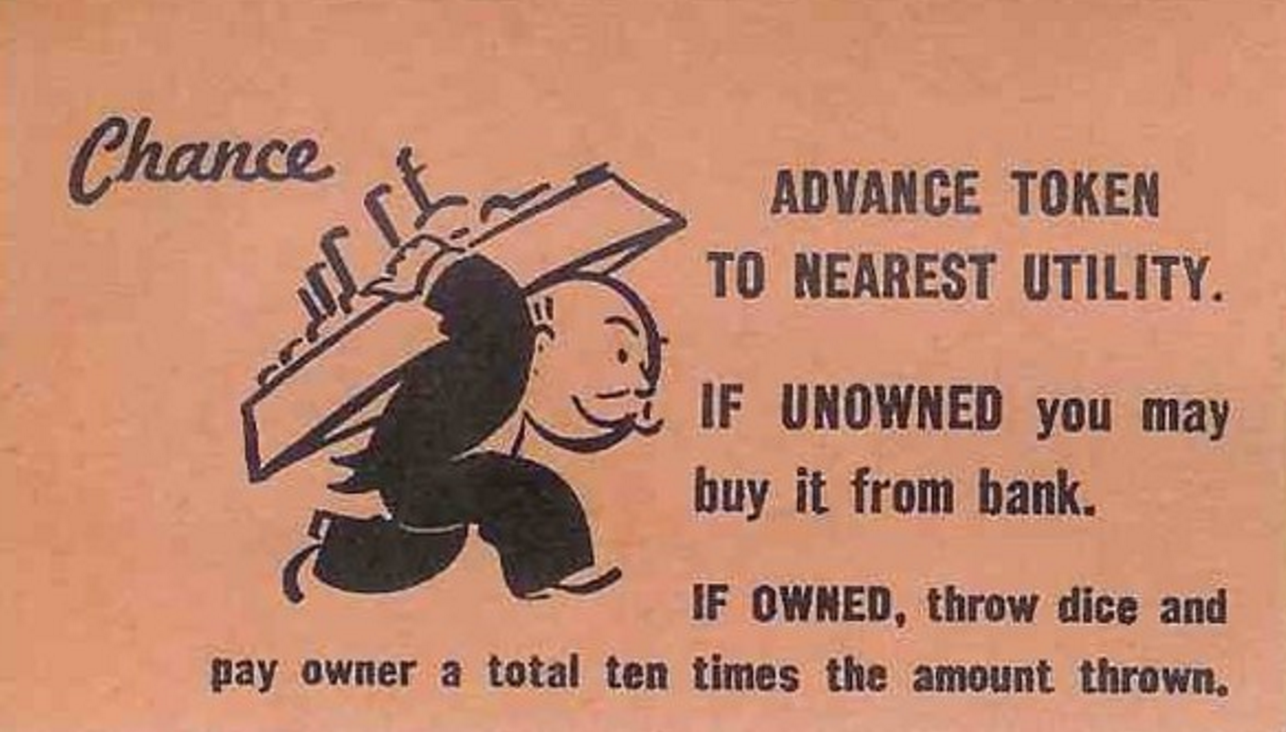 Chance
ADVANCE TOKEN
TO NEAREST UTILITY.
IF UNOWNED you may
buy it from bank.
IF OWNED, throw dice and
pay owner a total ten times the amount thrown.